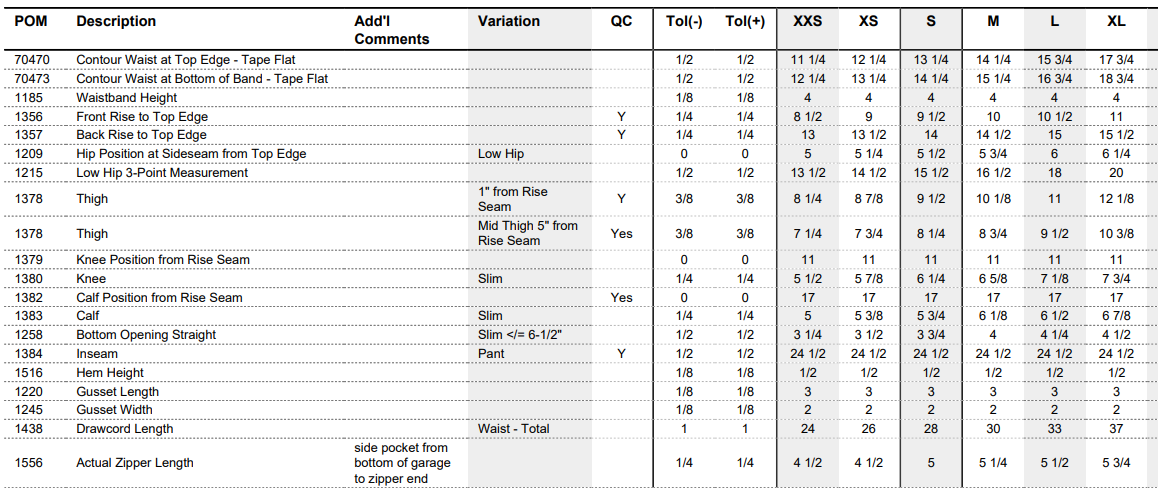 POM Description Add'l Comments Variation QC Tol(-) Tol(+) XXS XS S M L XL
70470 Contour Waist at Top Edge - Tape Flat 1/2 1/2 11 1/4 12 1/4 13 1/4 14 1/4 15 3/4 17 3/4
70473 Contour Waist at Bottom of Band - Tape Flat 1/2 1/2 12 1/4 13 1/4 14 1/4 15 1/4 16 3/4 18 3/4
1185 Waistband Height 1/8 1/8 4 4 4 4 4 4
1356 Front Rise to Top Edge Y 1/4 1/4 8 1/2 9 9 1/2 10 10 1/2 11
1357 Back Rise to Top Edge Y 1/4 1/4 13 13 1/2 14 14 1/2 15 15 1/2
1209 Hip Position at Sideseam from Top Edge Low Hip 0 0 5 5 1/4 5 1/2 5 3/4 6 6 1/4
1215 Low Hip 3-Point Measurement 1/2 1/2 13 1/2 14 1/2 15 1/2 16 1/2 18 20
1378 Thigh 1" from Rise Seam Y 3/8 3/8 8 1/4 8 7/8 9 1/2 10 1/8 11 12 1/8
1378 Thigh Mid Thigh 5" from Rise Seam Yes 3/8 3/8 7 1/4 7 3/4 8 1/4 8 3/4 9 1/2 10 3/8
1379 Knee Position from Rise Seam 0 0 11 11 11 11 11 11
1380 Knee Slim 1/4 1/4 5 1/2 5 7/8 6 1/4 6 5/8 7 1/8 7 3/4
1382 Calf Position from Rise Seam Yes 0 0 17 17 17 17 17 17
1383 Calf Slim 1/4 1/4 5 5 3/8 5 3/4 6 1/8 6 1/2 6 7/8
1258 Bottom Opening Straight Slim </= 6-1/2" 1/2 1/2 3 1/4 3 1/2 3 3/4 4 4 1/4 4 1/2
1384 Inseam Pant Y 1/2 1/2 24 1/2 24 1/2 24 1/2 24 1/2 24 1/2 24 1/2
1516 Hem Height 1/8 1/8 1/2 1/2 1/2 1/2 1/2 1/2
1220 Gusset Length 1/8 1/8 3 3 3 3 3 3
1245 Gusset Width 1/8 1/8 2 2 2 2 2 2
1438 Drawcord Length Waist - Total 1 1 24 26 28 30 33 37
1556 Actual Zipper Length side pocket from bottom of garage to zipper end 1/4 1/4 4 1/2 4 1/2 5 5 1/4 5 1/2 5 3/4